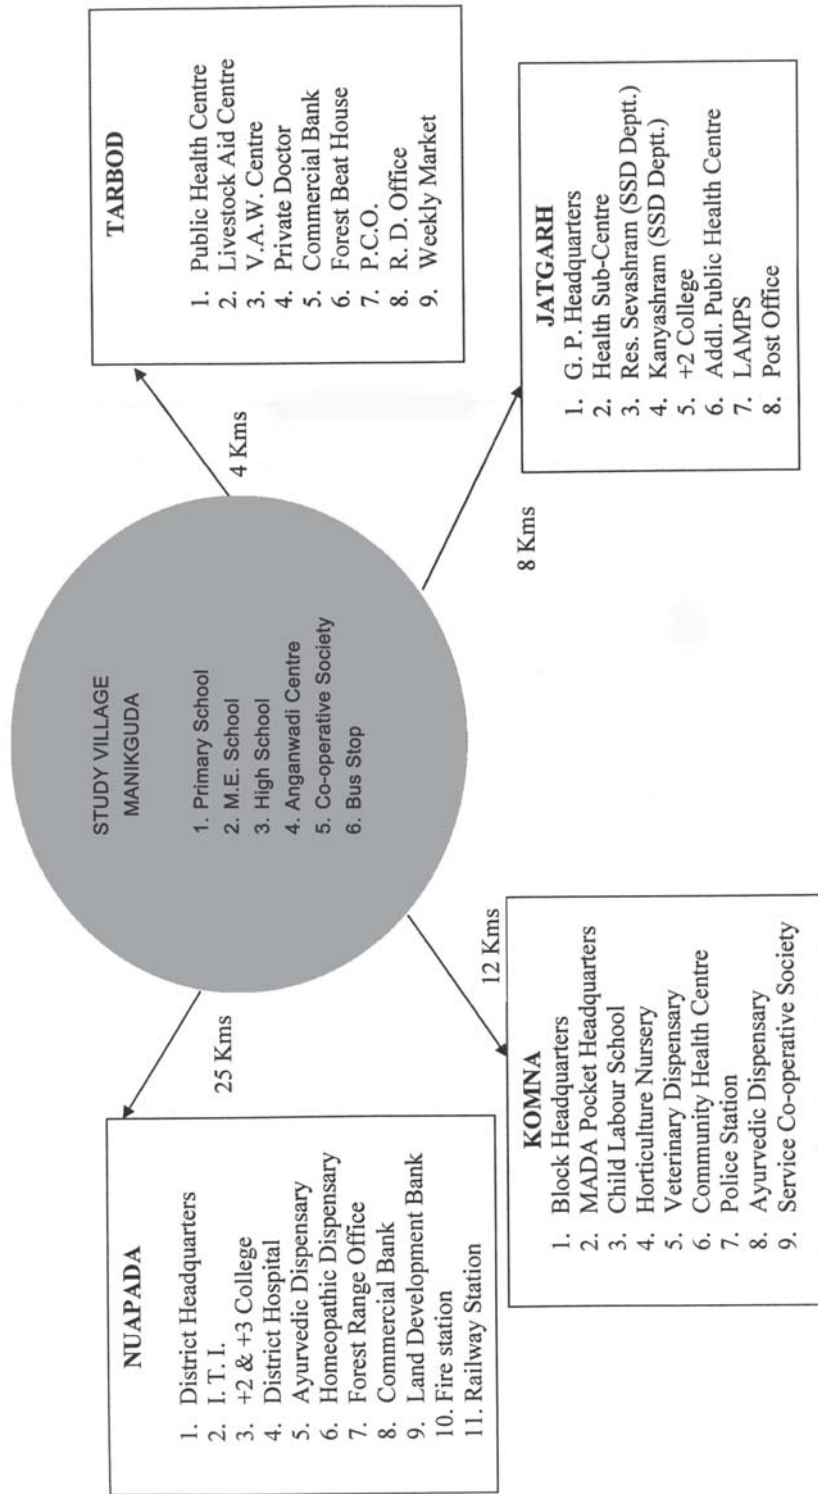 NUAPADA
1. District Headquarters
2. I. T. I.
3. +2 & +3 College
4. District Hospital
5. Ayurvedic Dispensary
6. Homeopathic Dispensary
7. Forest Range Office
8. Commercial Bank
9. Land Development Bank
10. Fire station
11. Railway Station
25 Kms
STUDY VILLAGE
MANIKGUDA
1. Primary School
2. M.E. School
3. High School
4. Anganwadi Centre
5. Co-operative Society
6. Bus Stop
4 Kms
TARBOD
1. Public Health Centre
2. Livestock Aid Centre
3. V.A.W. Centre
4. Private Doctor
5. Commercial Bank
6. Forest Beat House
7. P.C.O.
8. R. D. Office
9. Weekly Market
12 Kms
KOMNA
1. Block Headquarters
2. MADA Pocket Headquarters
3. Child Labour School
4. Horticulture Nursery
5. Veterinary Dispensary
6. Community Health Centre
7. Police Station
8. Ayurvedic Dispensary
9. Service Co-operative Society
8 Kms
JATGARH
1. G. P. Headquarters
2. Health Sub-Centre
3. Res. Sevashram (SSD Deptt.)
4. Kanyashram (SSD Deptt.)
5. +2 College
6. Addl. Public Health Centre
7. LAMPS
8. Post Office